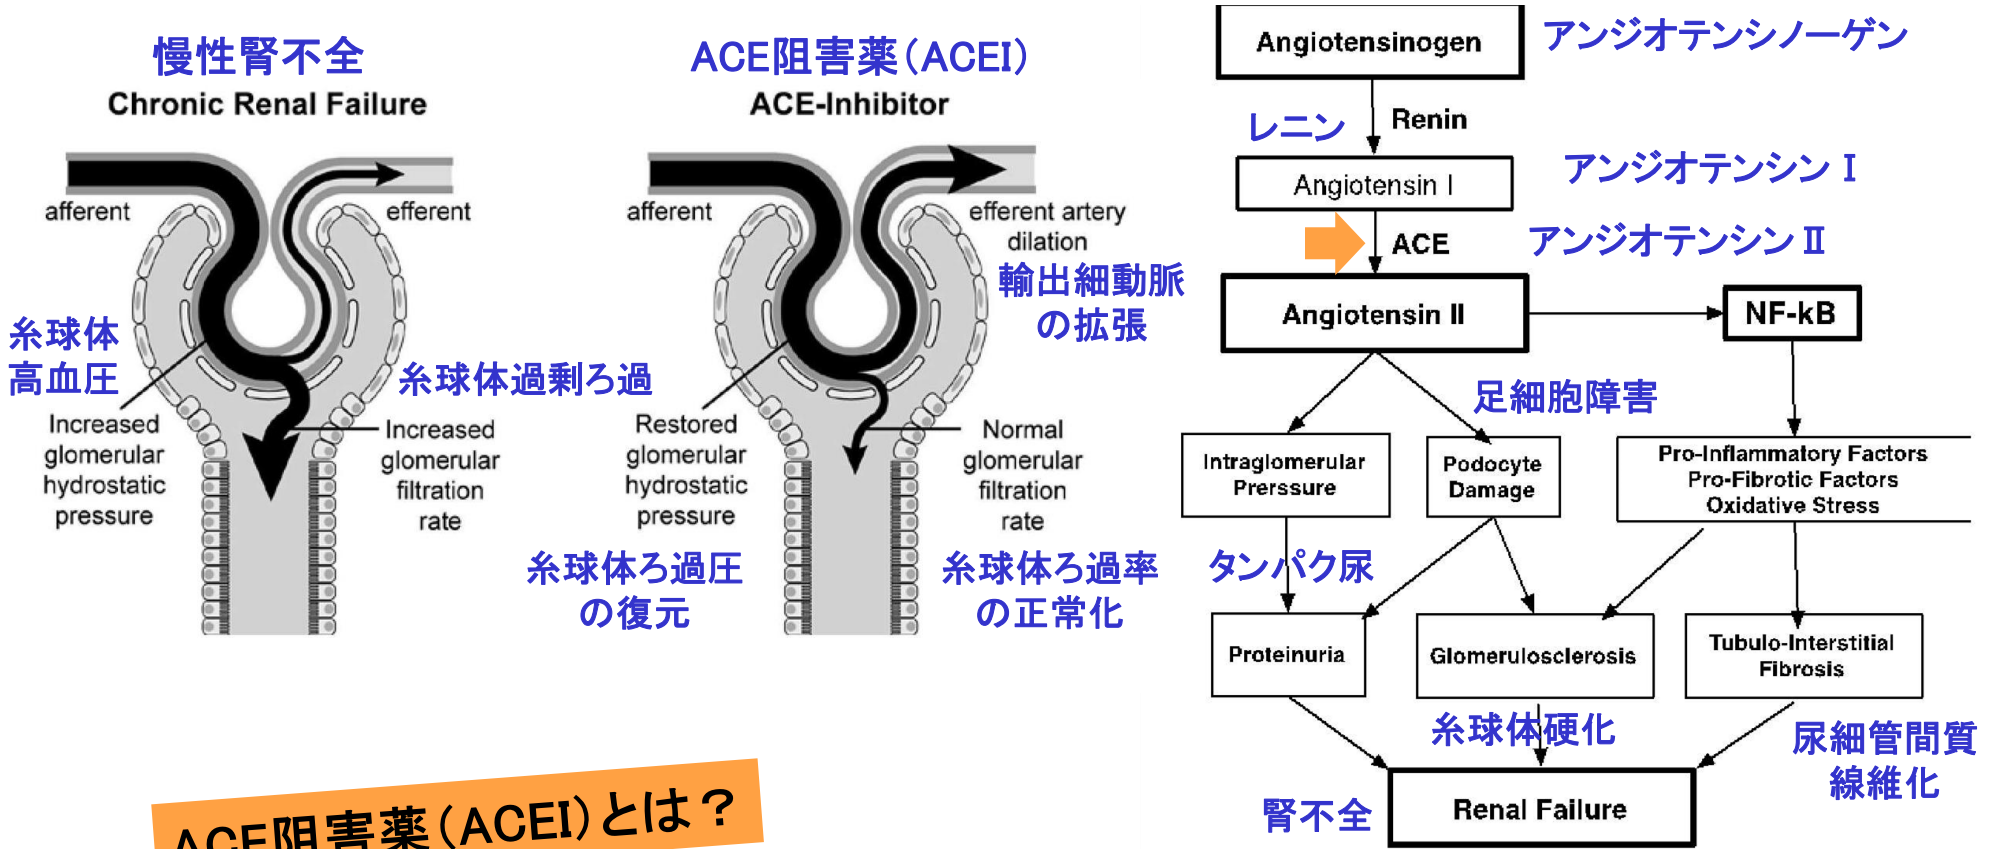 慢性腎不全
Chronic Renal Failure
afferent
efferent
糸球体
高血圧
糸球体過剰ろ過
Increased
glomerular
hydrostatic
pressure
Increased
glomerular
filtration
rate
ACE阻害薬（ACEI）
ACE-Inhibitor
afferent
efferent artery
dilation
輸出細動脈
の拡張
Restored
glomerular
hydrostatic
pressure
Normal
glomerular
filtration
rate
糸球体ろ過圧
の復元
糸球体ろ過率
の正常化
ACE阻害薬（ACEI）とは？
Angiotensinogen
アンジオテンシノーゲン
レニン
Renin
Angiotensin I
アンジオテンシンⅠ
ACE
アンジオテンシンⅡ
Angiotensin II
NF-kB
足細胞障害
Intraglomerular
Prerssure
Podocyte
Damage
Pro-Inflammatory Factors
Pro-Fibrotic Factors
Oxidative Stress
タンパク尿
Proteinuria
Glomerulosclerosis
Tubulo-Interstitial
Fibrosis
糸球体硬化
尿細管間質
線維化
腎不全
Renal Failure